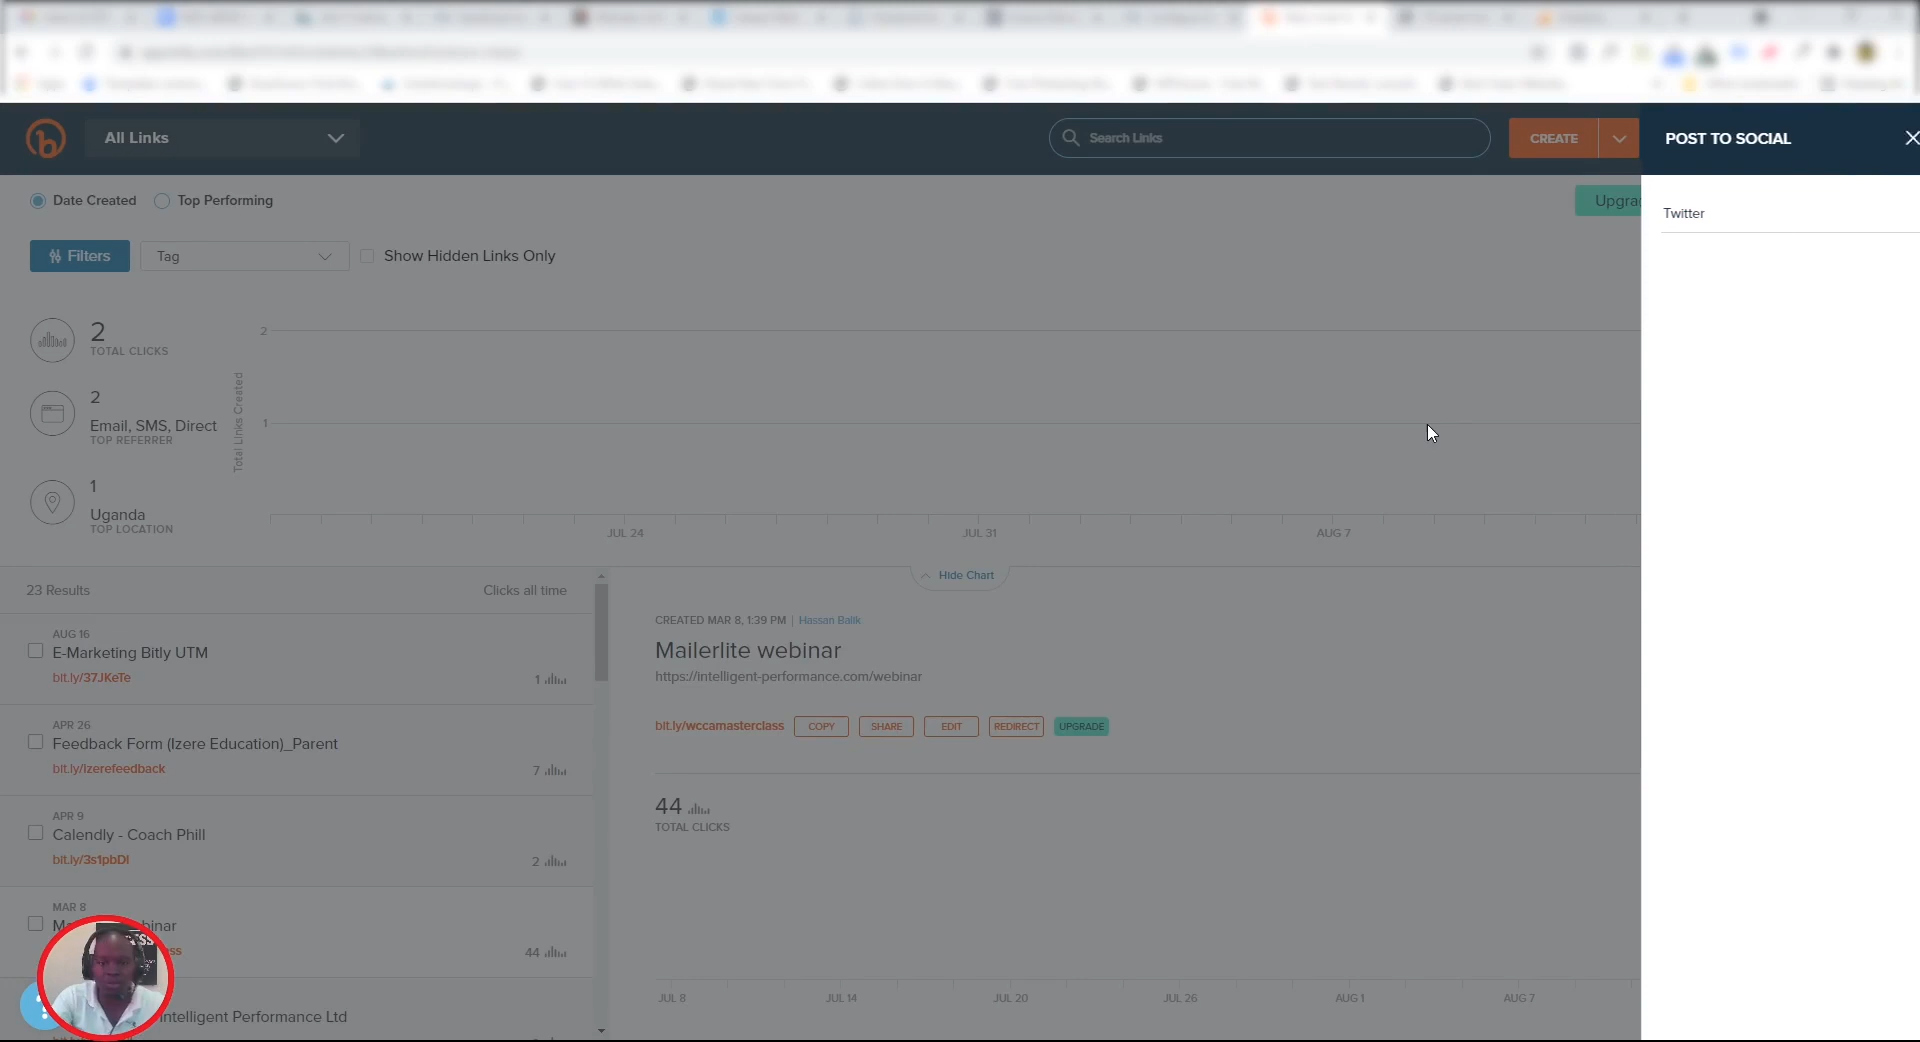 All Links
Search Links
CREATE
POST TO SOCIAL
Date Created
Top Performing
Twitter
Filters
Tag
Show Hidden Links Only
2
TOTAL CLICKS
2
Email, SMS, Direct
TOP REFERRER
1
Uganda
TOP LOCATION
Total Links Created
2
1
JUL 24
JUL 31
AUG 7
Hide Chart
23 Results
Clicks all time
AUG 16
E-Marketing Bitly UTM
bit.ly/37JKeTe
1
APR 26
Feedback Form (Izere Education)_Parent
bit.ly/izerefeedback
7
APR 9
Calendly - Coach Phill
bit.ly/3s1pbDI
2
MAR 8
44
Intelligent Performance Ltd
CREATED MAR 8, 1:39 PM | Hassan Balik
Mailerlite webinar
https://intelligent-performance.com/webinar
bit.ly/wccamasterclass
COPY
SHARE
EDIT
REDIRECT
UPGRADE
44
TOTAL CLICKS
JUL 8
JUL 14
JUL 20
JUL 26
AUG 1
AUG 7